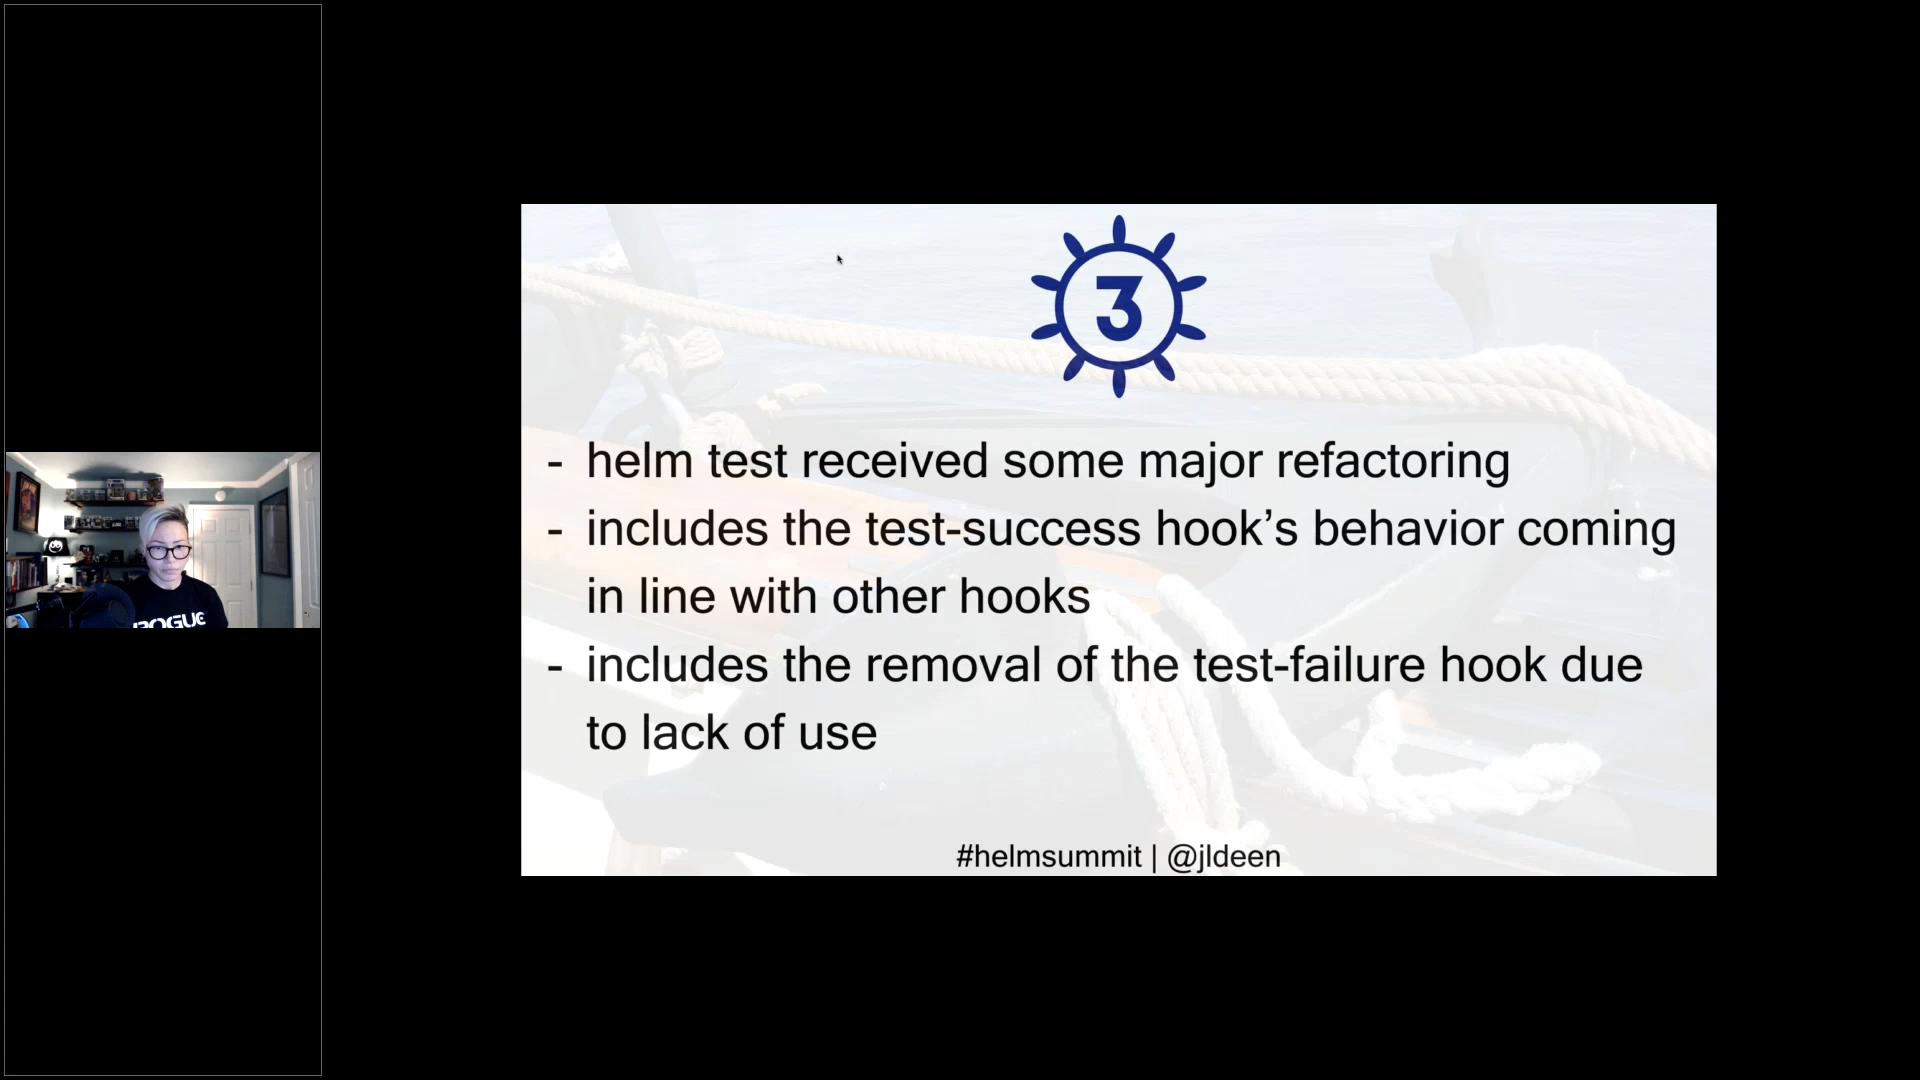 3
- helm test received some major refactoring
- includes the test-success hook’s behavior coming
in line with other hooks
- includes the removal of the test-failure hook due
to lack of use
#helmsummit | @jldeen
ROGUE